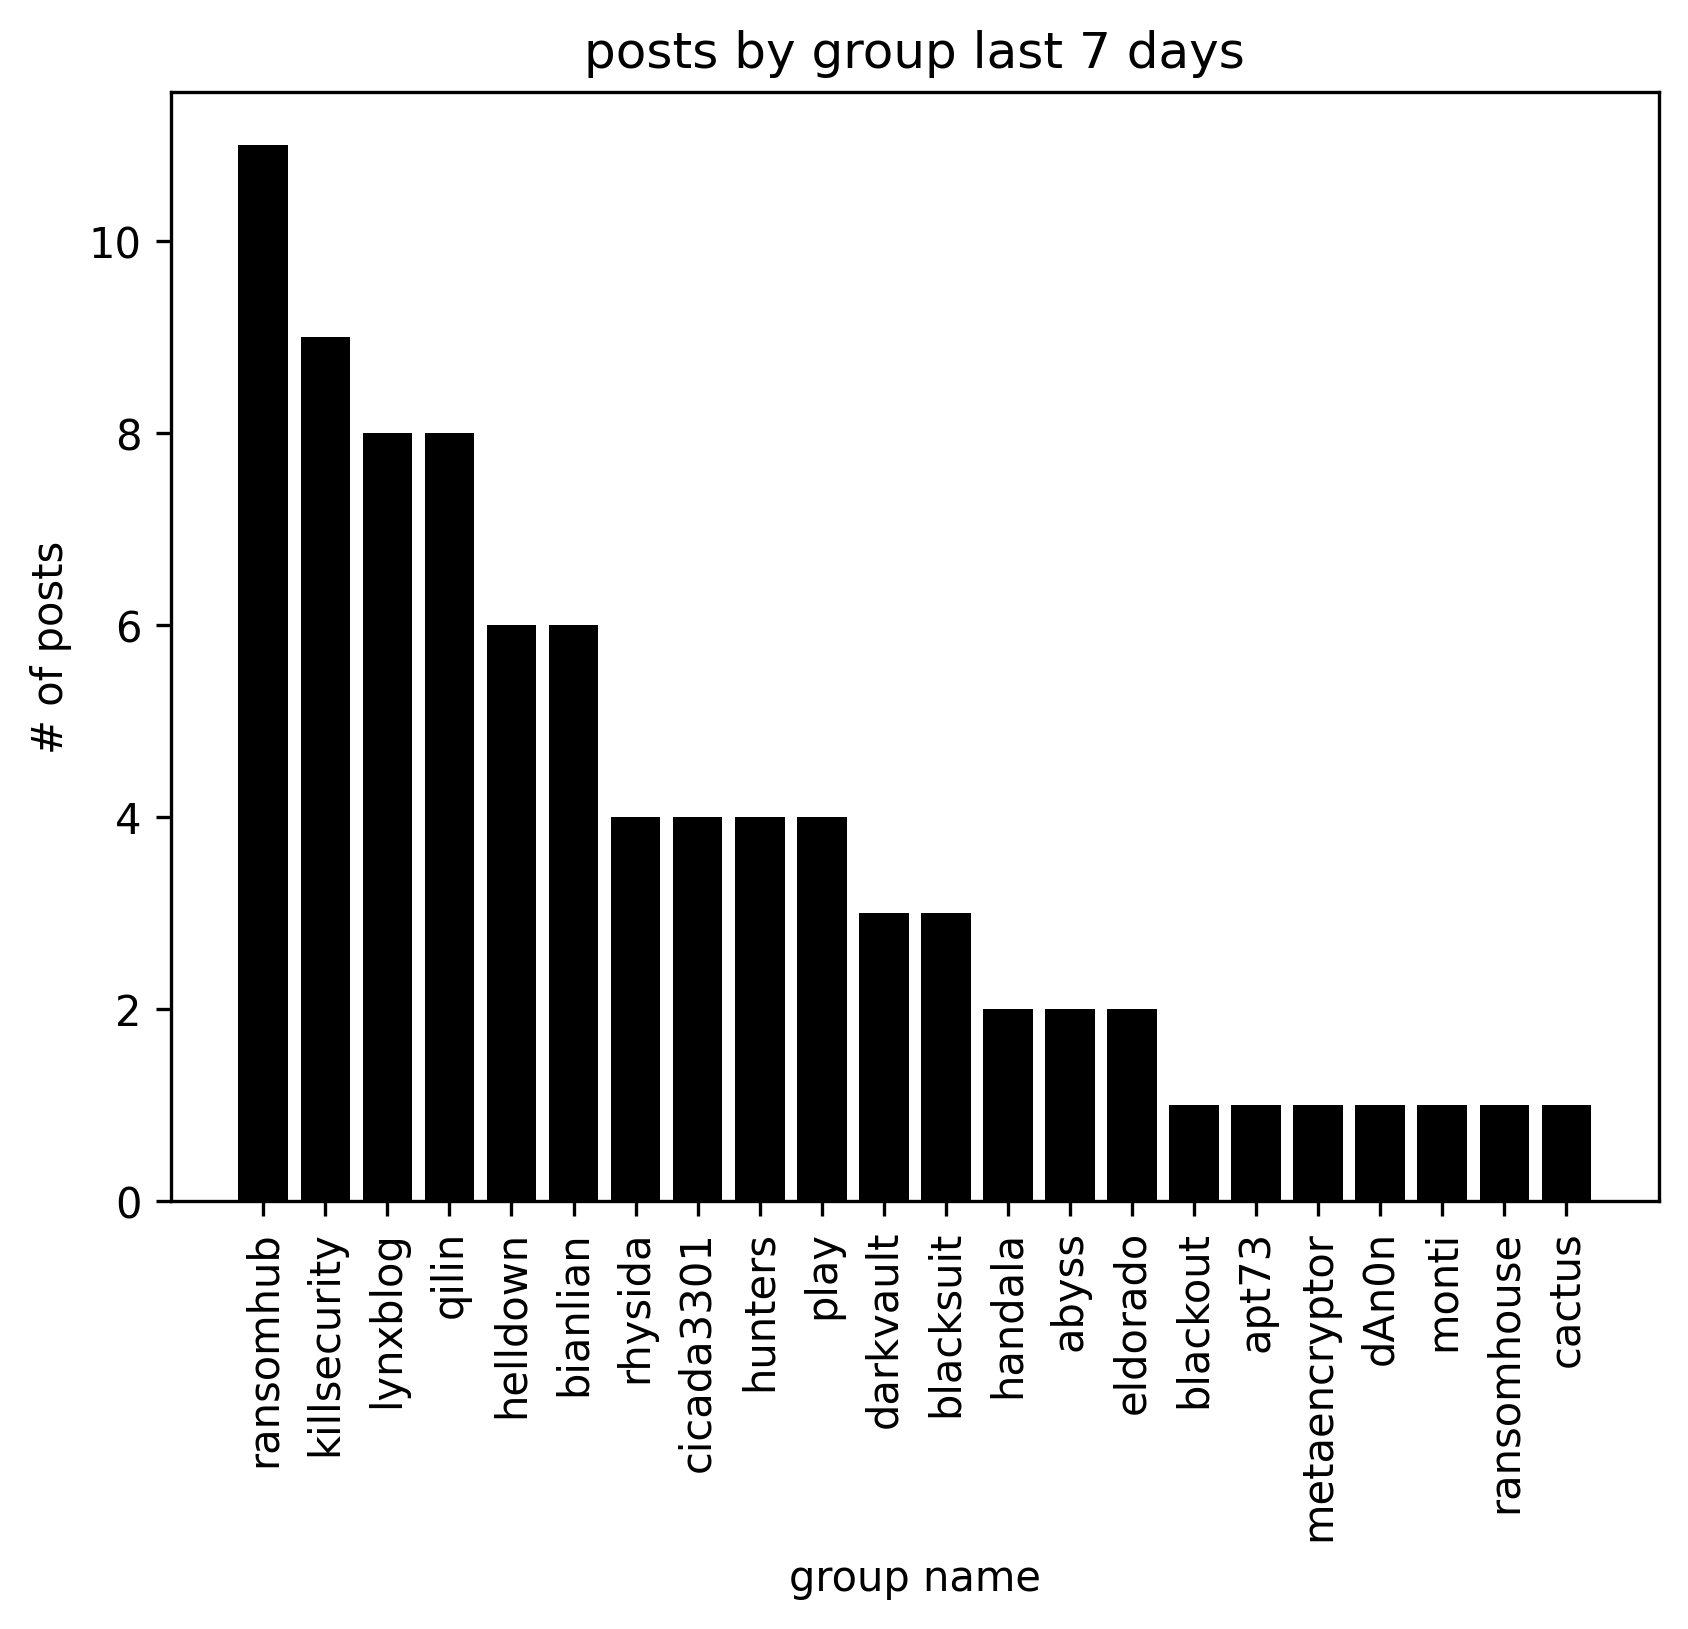 posts by group last 7 days
# of posts
10
8
6
4
2
0
ransomhub
killsecurity
lynxblog
qilin
helldown
bianlian
rhysida
cicada3301
hunters
play
darkvault
blacksuit
handala
abyss
eldorado
blackout
apt73
metaencryptor
dAn0n
monti
ransomhouse
cactus
group name